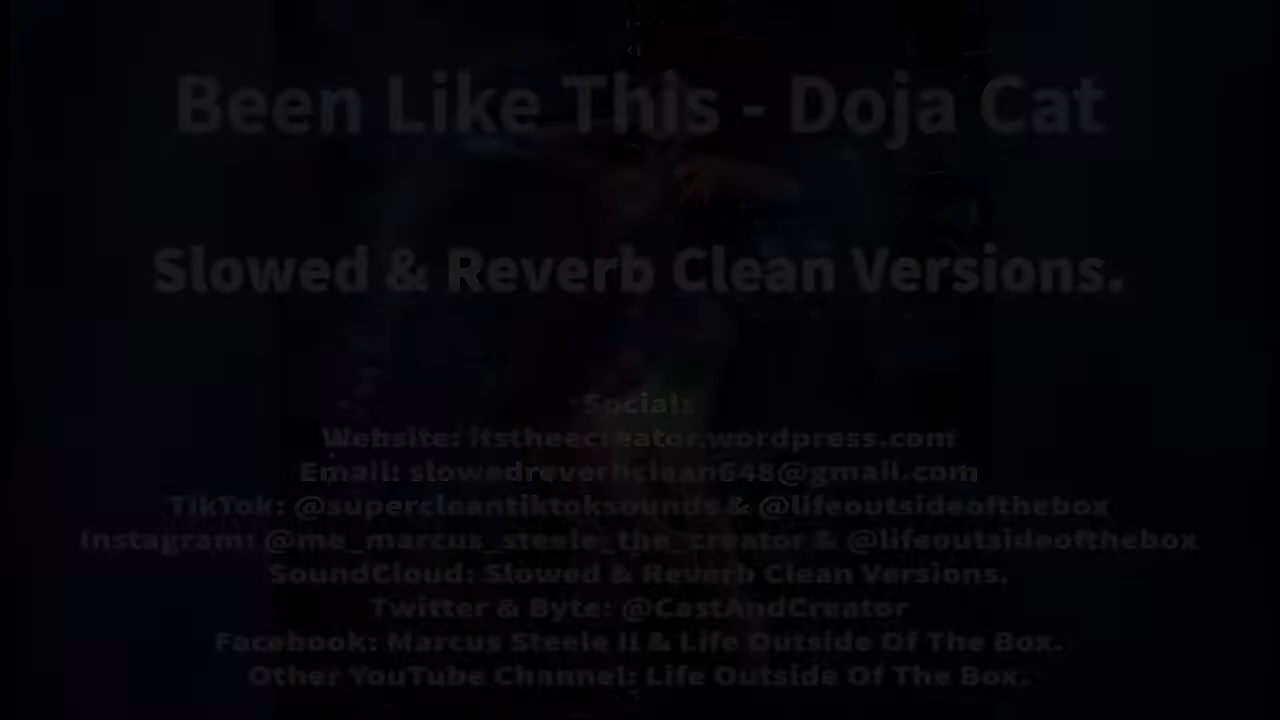 Been Like This - Doja Cat
Slowed & Reverb Clean Versions.
Socials
Website: itstheecreator.wordpress.com
Email: slowedreverbclean648@gmail.com
TikTok: @supercleantiktoksounds & @lifeoutsideofthebox
Instagram: @me_marcus_steele_the_creator & @lifeoutsideofthebox
SoundCloud: Slowed & Reverb Clean Versions.
Twitter & Byte: @CastAndCreator
Facebook: Marcus Steele II & Life Outside Of The Box.
Other YouTube Channel: Life Outside Of The Box.